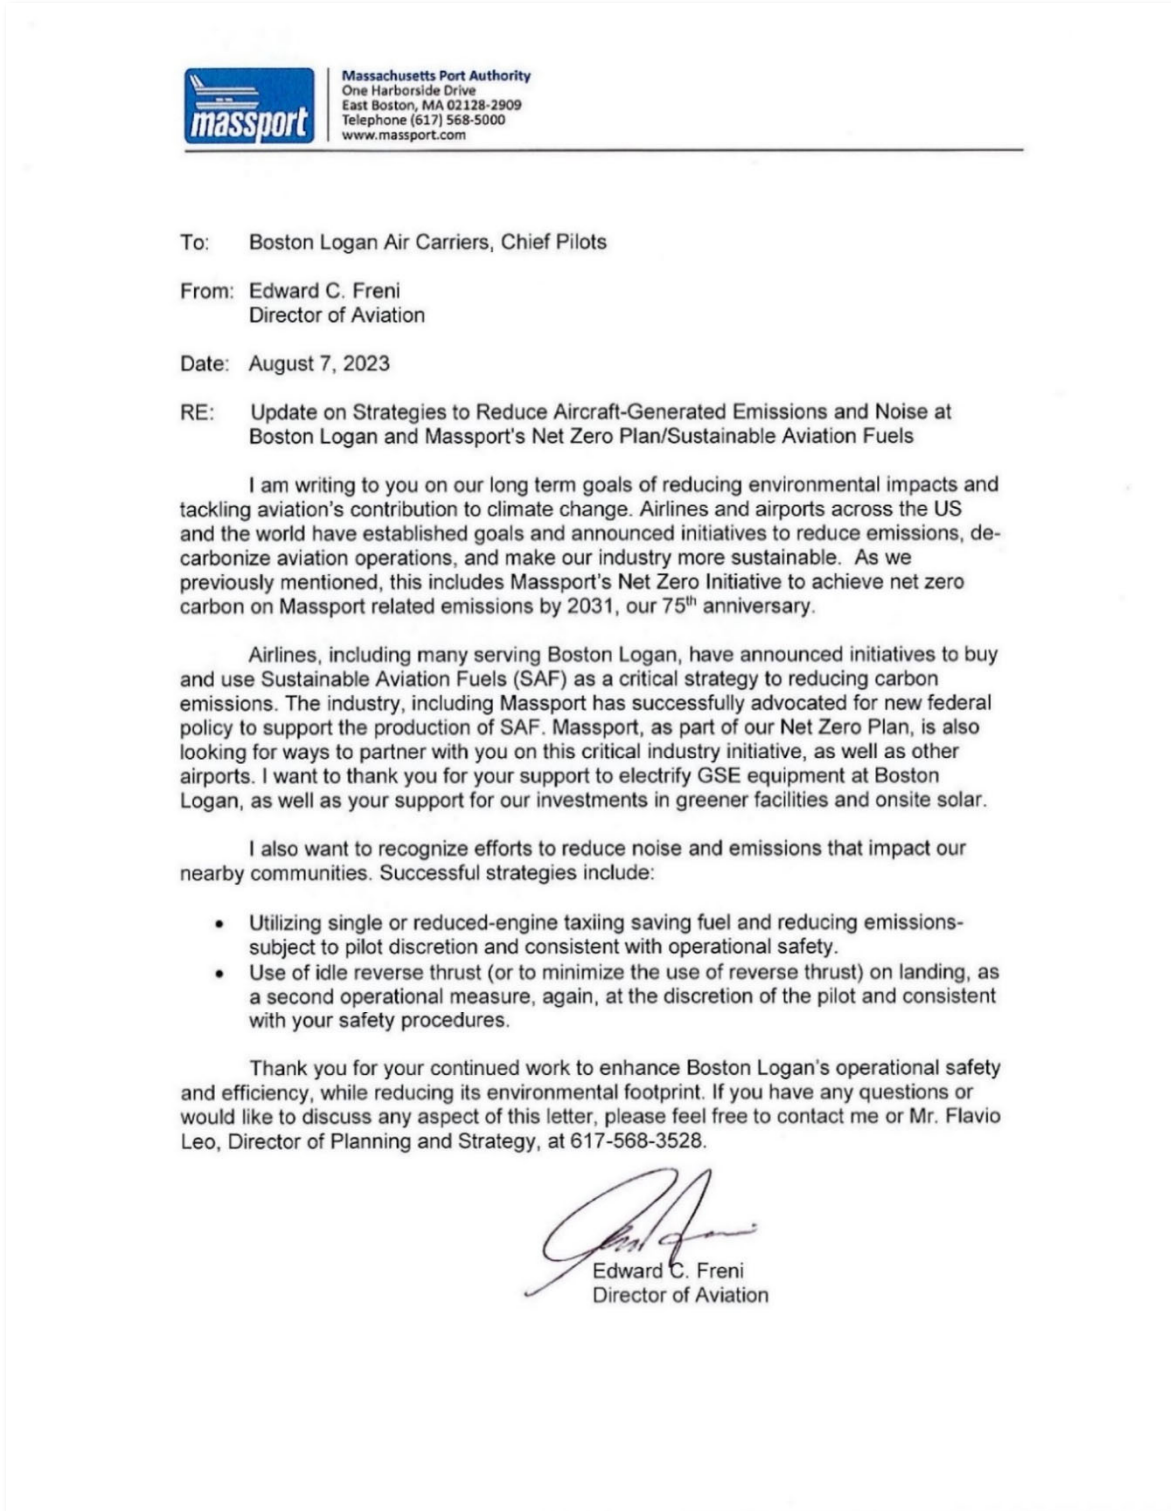 massport
Massachusetts Port Authority
One Harborside Drive
East Boston, MA 02128-2909
Telephone (617) 568-5000
www.massport.com
To: Boston Logan Air Carriers, Chief Pilots
From: Edward C. Freni
Director of Aviation
Date: August 7, 2023
RE: Update on Strategies to Reduce Aircraft-Generated Emissions and Noise at
Boston Logan and Massport's Net Zero Plan/Sustainable Aviation Fuels
I am writing to you on our long term goals of reducing environmental impacts and
tackling aviation's contribution to climate change. Airlines and airports across the US
and the world have established goals and announced initiatives to reduce emissions, de-
carbonize aviation operations, and make our industry more sustainable. As we
previously mentioned, this includes Massport's Net Zero Initiative to achieve net zero
carbon on Massport related emissions by 2031, our 75th anniversary.
Airlines, including many serving Boston Logan, have announced initiatives to buy
and use Sustainable Aviation Fuels (SAF) as a critical strategy to reducing carbon
emissions. The industry, including Massport has successfully advocated for new federal
policy to support the production of SAF. Massport, as part of our Net Zero Plan, is also
looking for ways to partner with you on this critical industry initiative, as well as other
airports. I want to thank you for your support to electrify GSE equipment at Boston
Logan, as well as your support for our investments in greener facilities and onsite solar.
I also want to recognize efforts to reduce noise and emissions that impact our
nearby communities. Successful strategies include:
• Utilizing single or reduced-engine taxiing saving fuel and reducing emissions-
subject to pilot discretion and consistent with operational safety.
• Use of idle reverse thrust (or to minimize the use of reverse thrust) on landing, as
a second operational measure, again, at the discretion of the pilot and consistent
with your safety procedures.
Thank you for your continued work to enhance Boston Logan's operational safety
and efficiency, while reducing its environmental footprint. If you have any questions or
would like to discuss any aspect of this letter, please feel free to contact me or Mr. Flavio
Leo, Director of Planning and Strategy, at 617-568-3528.
Edward C. Freni
Director of Aviation